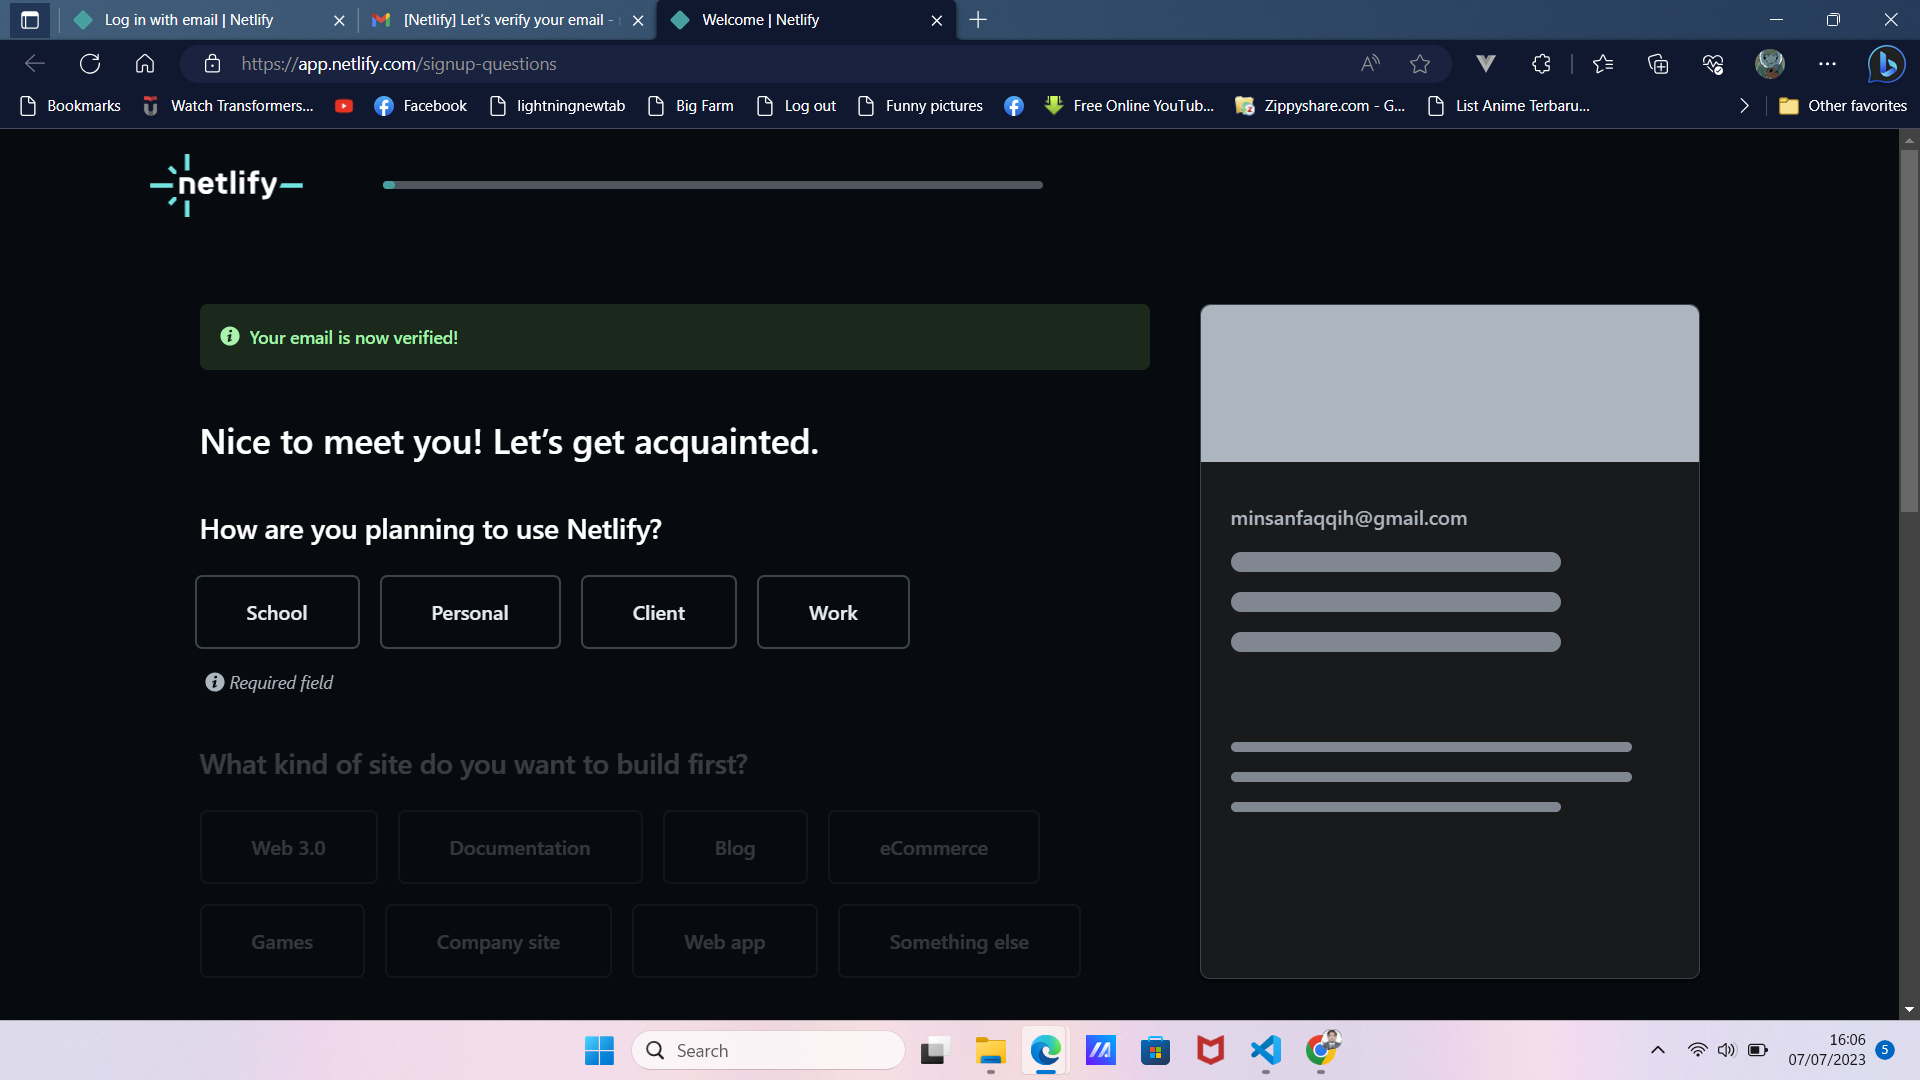 Log in with email | Netlify
[Netlify] Let's verify your email -
Welcome | Netlify
https://app.netlify.com/signup-questions
Bookmarks
Watch Transformers...
Facebook
lightningnewtab
Big Farm
Log out
Funny pictures
Free Online YouTub...
Zippyshare.com - G...
List Anime Terbaru...
Other favorites
netlify
Your email is now verified!
Nice to meet you! Let’s get acquainted.
How are you planning to use Netlify?
School
Personal
Client
Work
Required field
What kind of site do you want to build first?
Web 3.0
Documentation
Blog
eCommerce
Games
Company site
Web app
Something else
minsanfaqqih@gmail.com
Search
16:06
07/07/2023
5